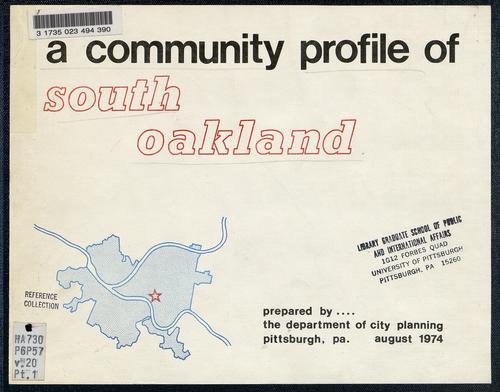 3 1735 023 494 390
a community profile of
south
oakland
LIBRARY GRADUATE SCHOOL OF PUBLIC
AND INTERNATIONAL AFFAIRS
1G12 FORBES QUAD
UNIVERSITY OF PITTSBURGH
PITTSBURGH, PA 15260
REFERENCE
COLLECTION
prepared by ....
the department of city planning
pittsburgh, pa. august 1974
HA730
P6P57
v.20
Pt.1